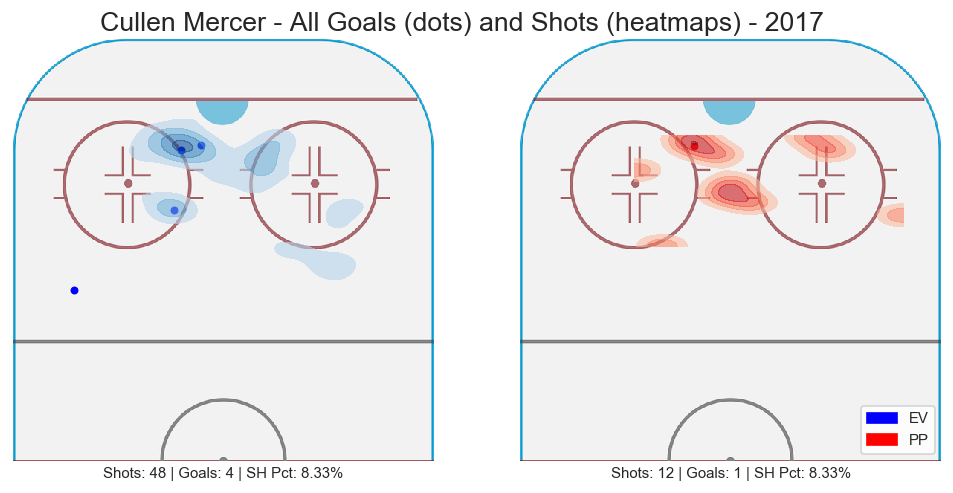 Cullen Mercer - All Goals (dots) and Shots (heatmaps) - 2017
EV
PP
Shots: 48 | Goals: 4 | SH Pct: 8.33%
Shots: 12 | Goals: 1 | SH Pct: 8.33%